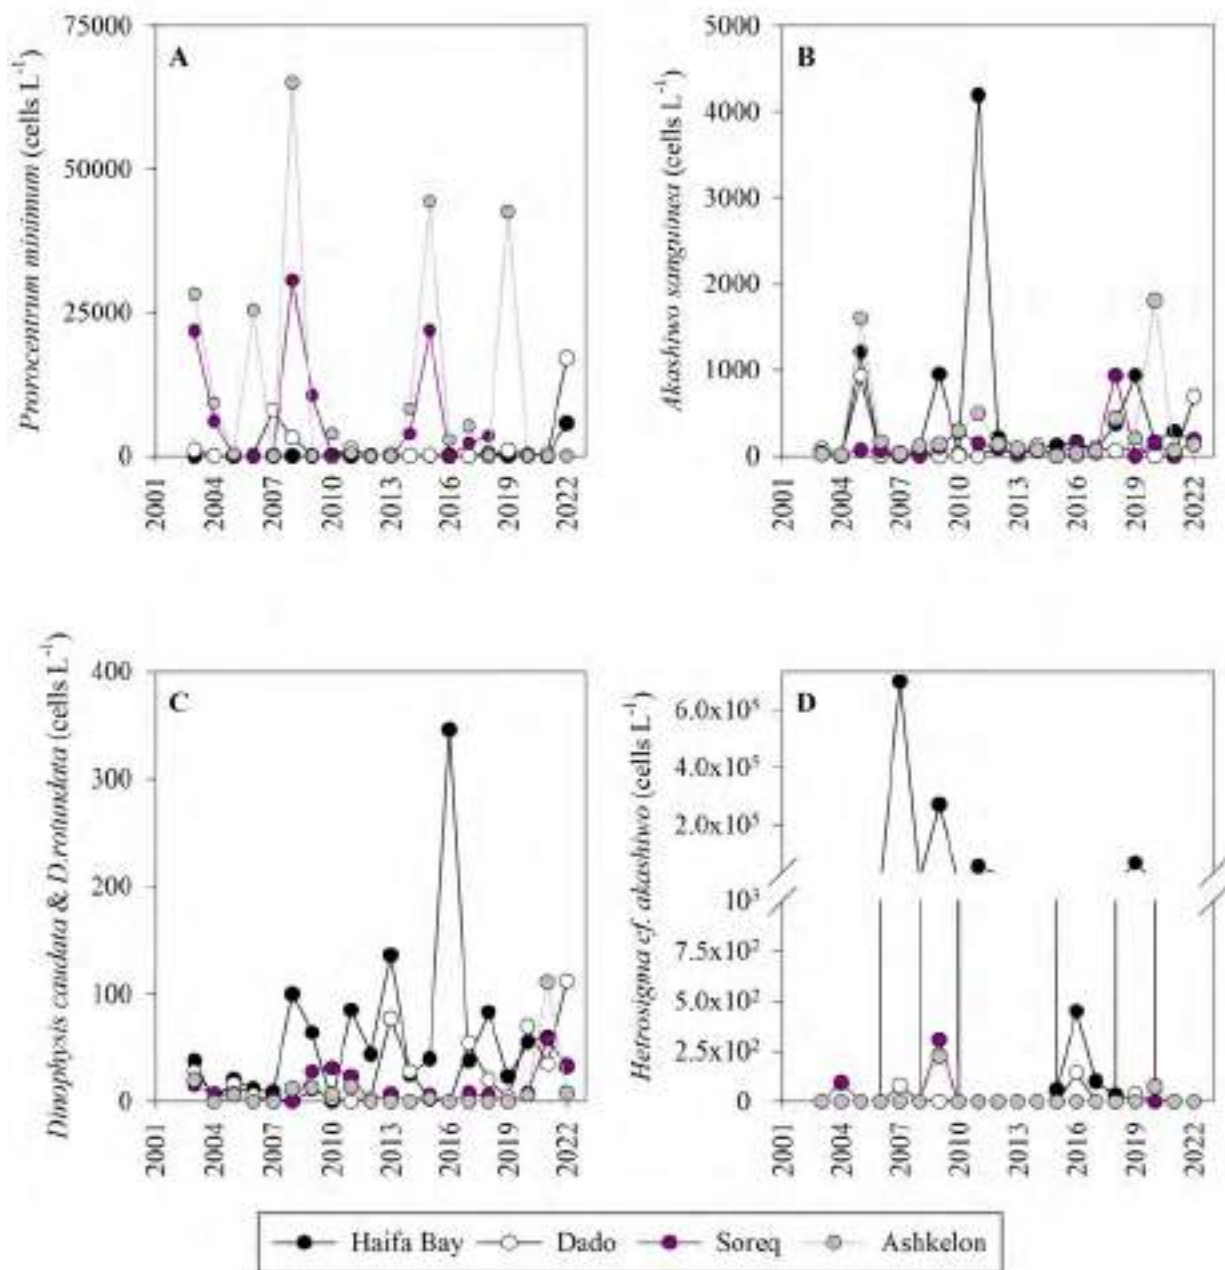 75000
50000
25000
0
Prorocentrum minimum (cells L⁻¹)
A
2001 2004 2007 2010 2013 2016 2019 2022
5000
4000
3000
2000
1000
0
Akashiwo sanguinea (cells L⁻¹)
B
2001 2004 2007 2010 2013 2016 2019 2022
400
300
200
100
0
Dinophysis caudata & D.rotundata (cells L⁻¹)
C
2001 2004 2007 2010 2013 2016 2019 2022
4.0x10⁵
2.0x10⁵
10³
7.5x10²
5.0x10²
2.5x10²
0
Hetrosigma cf. akashiwo (cells L⁻¹)
D
2001 2004 2007 2010 2013 2016 2019 2022
Haifa Bay Dado Soreq Ashkelon